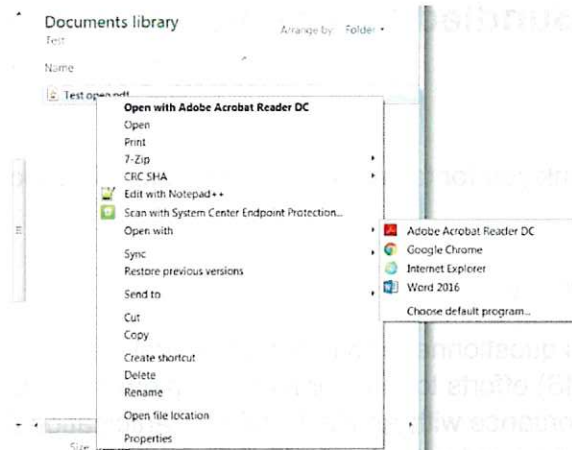 Documents library
Test
Arrange by: Folder
Name
Test open.pdf
Open with Adobe Acrobat Reader DC
Open
Print
7-Zip
CRC SHA
Edit with Notepad++
Scan with System Center Endpoint Protection...
Open with
Adobe Acrobat Reader DC
Google Chrome
Internet Explorer
Word 2016
Choose default program...
Sync
Restore previous versions
Send to
Cut
Copy
Create shortcut
Delete
Rename
Open file location
Properties
Size